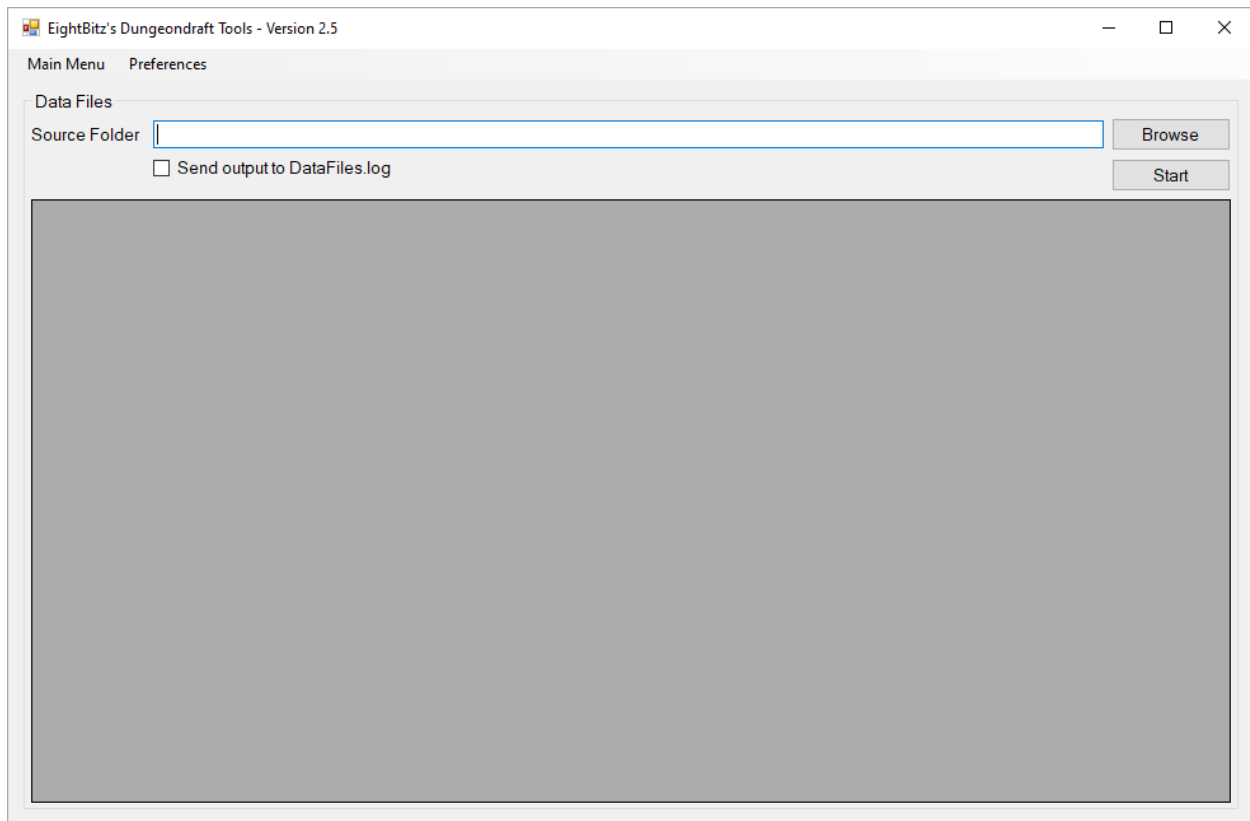 EightBitz's Dungeondraft Tools - Version 2.5
Main Menu Preferences
Data Files
Source Folder Browse
Send output to DataFiles.log Start